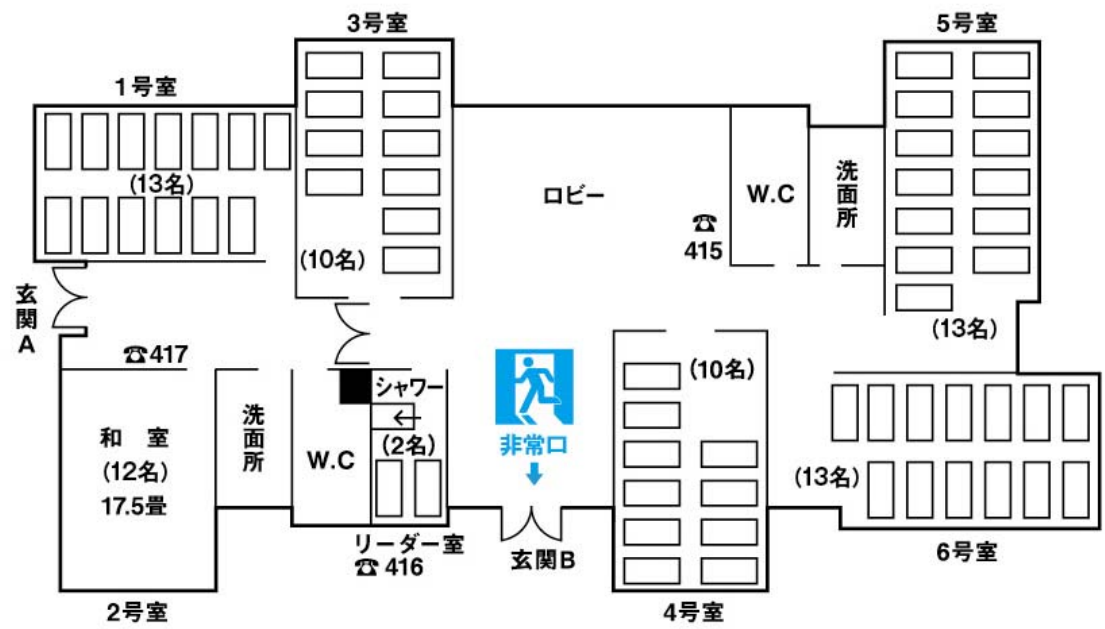 3号室
5号室
1号室
(13名)
ロビー
W.C
洗面所
☎
415
(10名)
玄関A
(13名)
☎417
シャワー
(10名)
洗面所
非常口
和 室
(12名)
17.5畳
W.C
(2名)
(13名)
リーダー室
☎ 416
玄関B
6号室
2号室
4号室